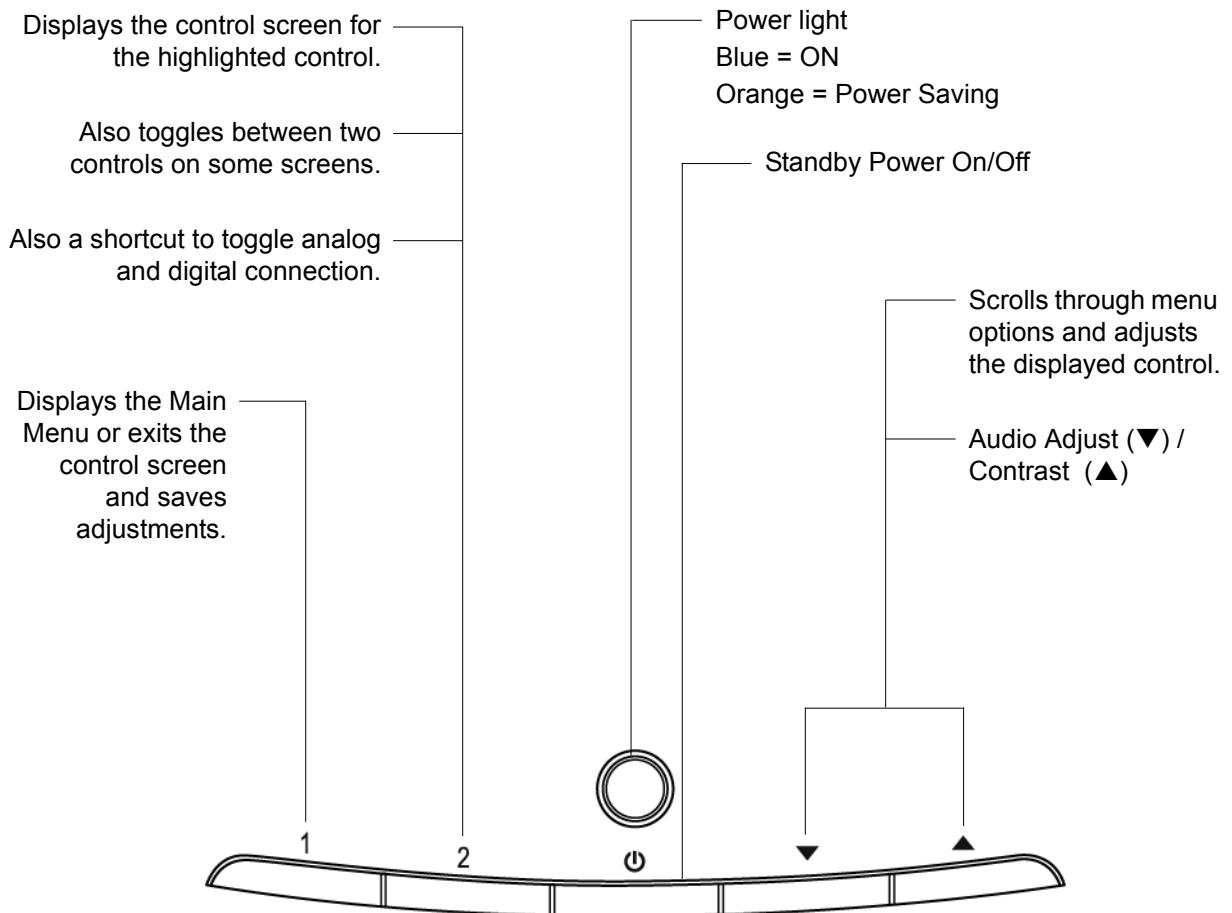 Displays the control screen for
the highlighted control.
Also toggles between two
controls on some screens.
Also a shortcut to toggle analog
and digital connection.
Displays the Main
Menu or exits the
control screen
and saves
adjustments.
Power light
Blue = ON
Orange = Power Saving
Standby Power On/Off
Scrolls through menu
options and adjusts
the displayed control.
Audio Adjust (▼) /
Contrast (▲)
1
2
▼
▲